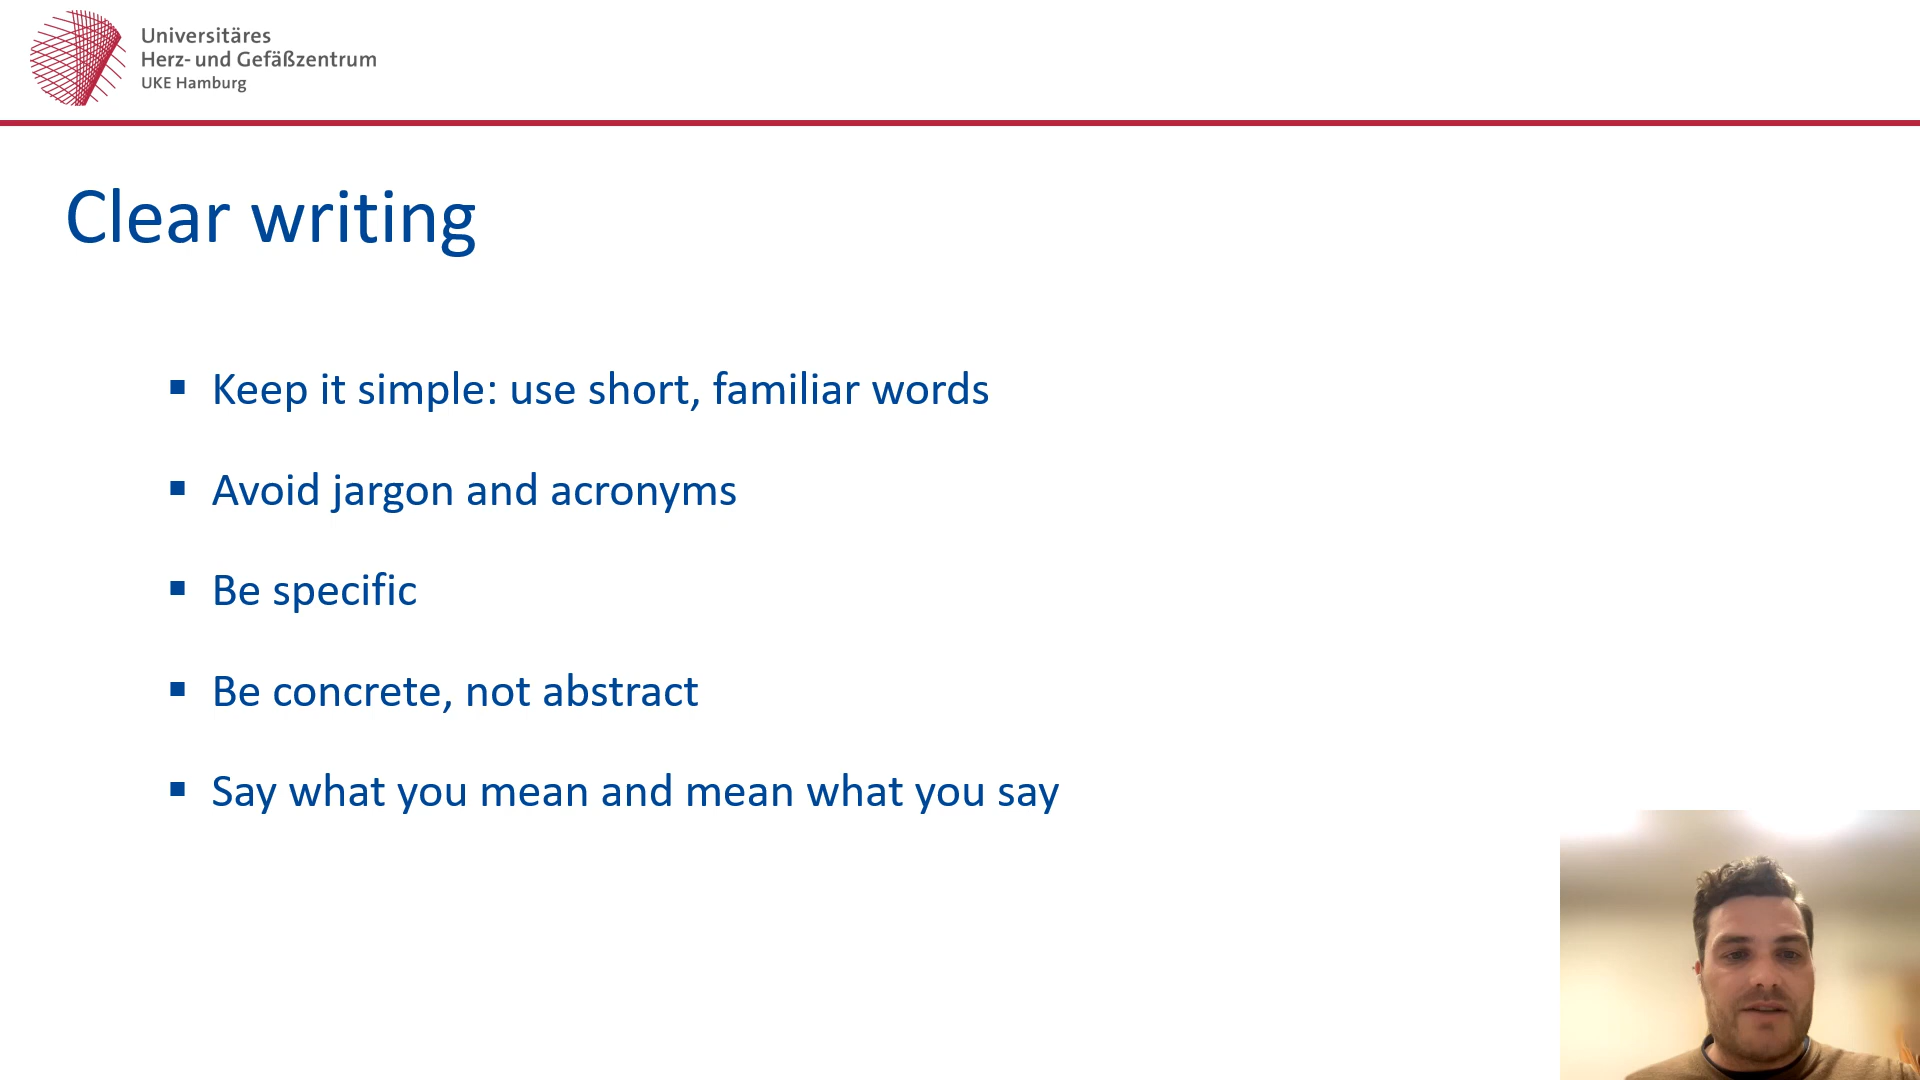 Universitäres
Herz- und Gefäßzentrum
UKE Hamburg
Clear writing
Keep it simple: use short, familiar words
Avoid jargon and acronyms
Be specific
Be concrete, not abstract
Say what you mean and mean what you say